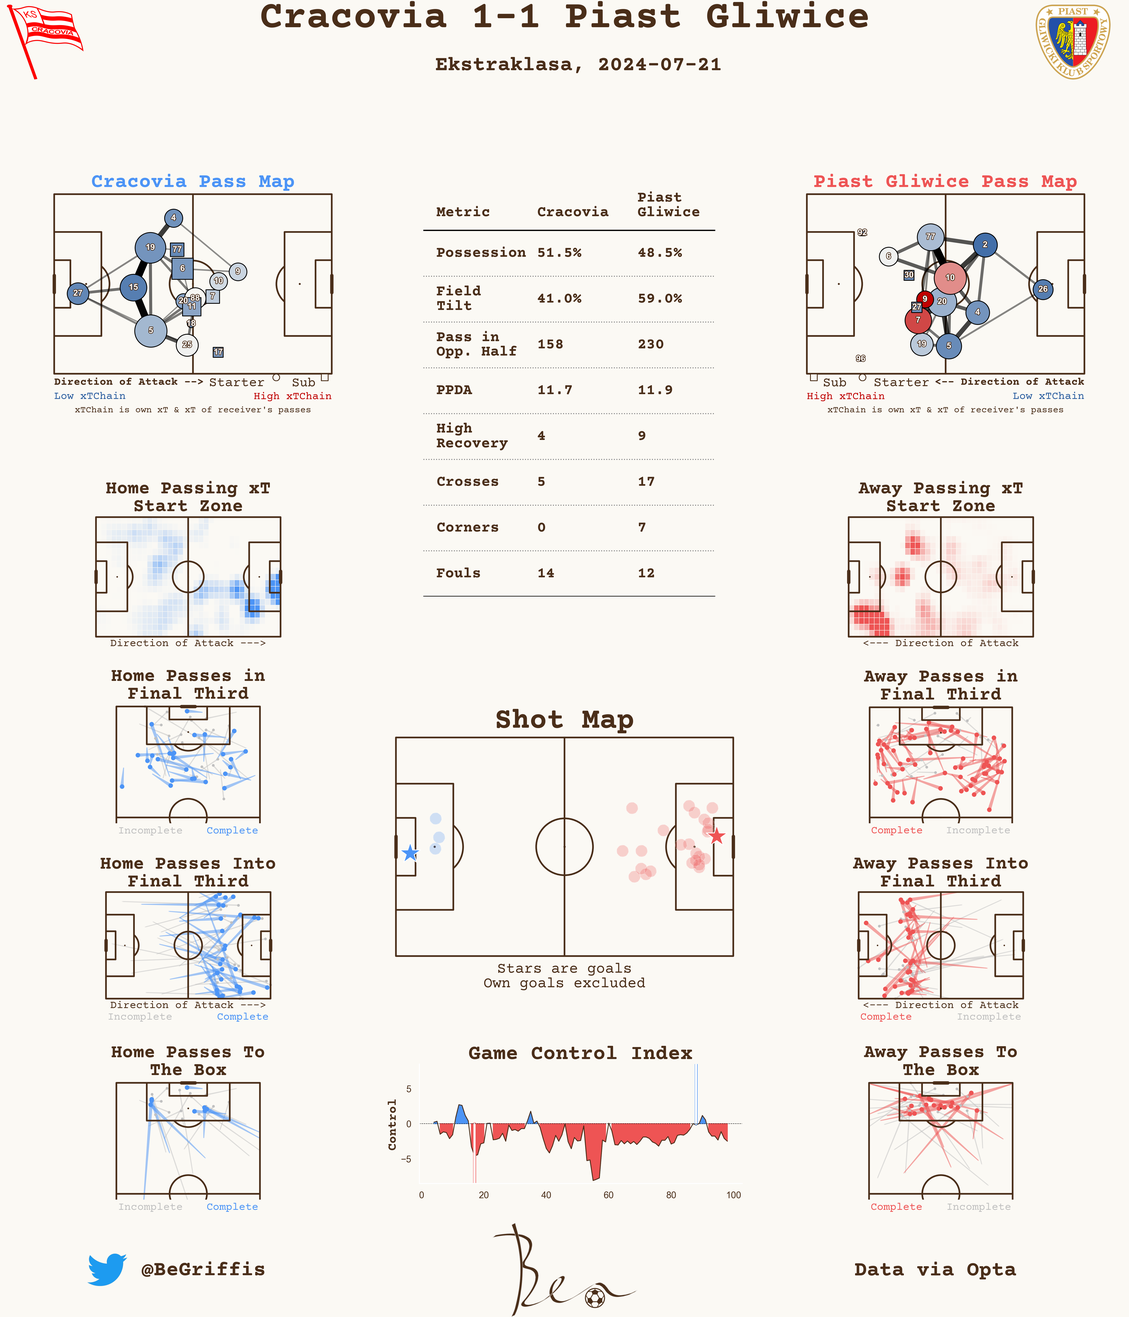 Cracovia 1-1 Piast Gliwice
Ekstraklasa, 2024-07-21
KS
CRACOVIA
PIAST
GLIWICKI KLUB SPORTOWY
Cracovia Pass Map
4
19
77
6
9
10
15
27
7
20
88
11
18
5
25
17
Direction of Attack --> Starter Sub
Low xTChain High xTChain
xTChain is own xT & xT of receiver's passes
Metric Cracovia Piast Gliwice
Possession 51.5% 48.5%
Field Tilt 41.0% 59.0%
Pass in Opp. Half 158 230
PPDA 11.7 11.9
High Recovery 4 9
Crosses 5 17
Corners 0 7
Fouls 14 12
Piast Gliwice Pass Map
92
77
2
6
30
10
26
9
27
20
7
4
19
5
96
Sub Starter <-- Direction of Attack
High xTChain Low xTChain
xTChain is own xT & xT of receiver's passes
Home Passing xT
Start Zone
Direction of Attack --->
Away Passing xT
Start Zone
<--- Direction of Attack
Home Passes in
Final Third
Incomplete Complete
Away Passes in
Final Third
Complete Incomplete
Shot Map
Stars are goals
Own goals excluded
Home Passes Into
Final Third
Direction of Attack --->
Incomplete Complete
Away Passes Into
Final Third
<--- Direction of Attack
Complete Incomplete
Home Passes To
The Box
Incomplete Complete
Game Control Index
Control
5
0
−5
0 20 40 60 80 100
Away Passes To
The Box
Complete Incomplete
@BeGriffis
Bea
Data via Opta